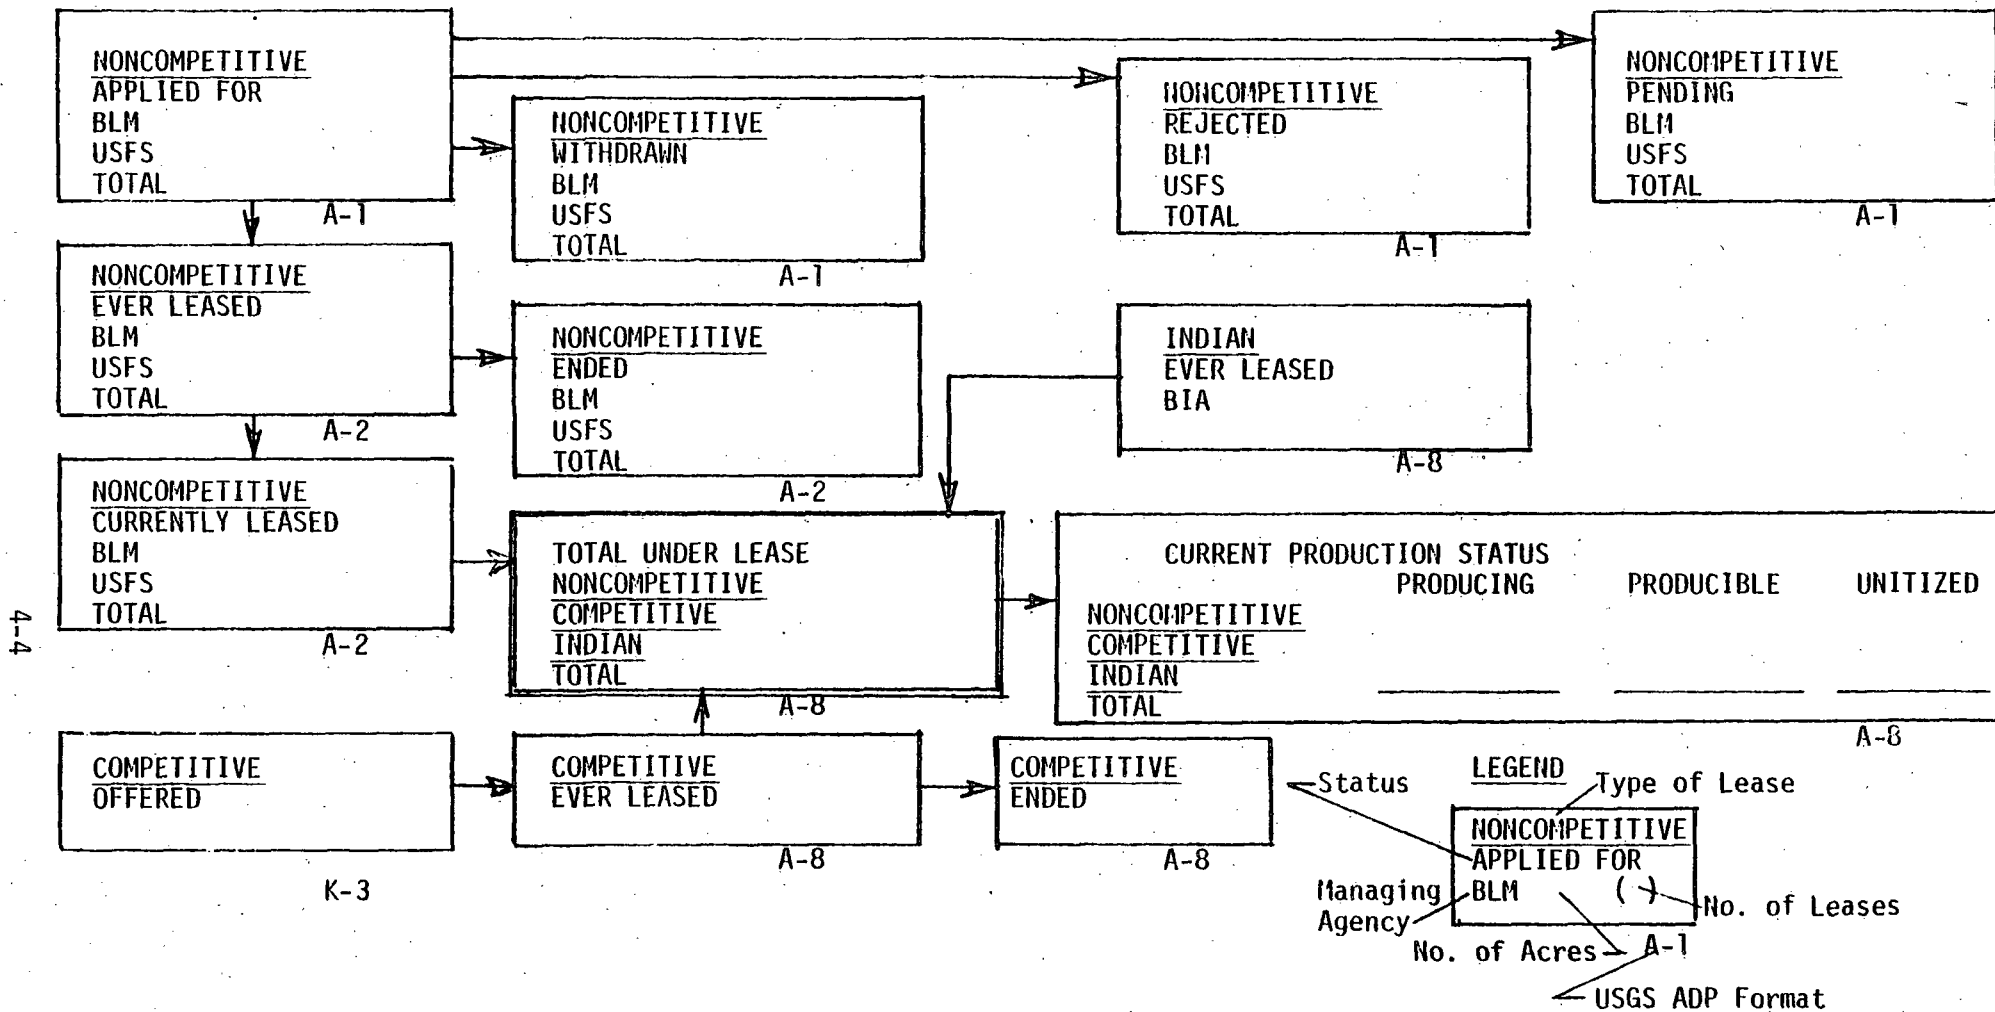 NONCOMPETITIVE
APPLIED FOR
BLM
USFS
TOTAL
A-1
NONCOMPETITIVE
WITHDRAWN
BLM
USFS
TOTAL
A-1
NONCOMPETITIVE
REJECTED
BLM
USFS
TOTAL
A-1
NONCOMPETITIVE
PENDING
BLM
USFS
TOTAL
A-1
NONCOMPETITIVE
EVER LEASED
BLM
USFS
TOTAL
A-2
NONCOMPETITIVE
ENDED
BLM
USFS
TOTAL
A-2
INDIAN
EVER LEASED
BIA
A-8
NONCOMPETITIVE
CURRENTLY LEASED
BLM
USFS
TOTAL
A-2
TOTAL UNDER LEASE
NONCOMPETITIVE
COMPETITIVE
INDIAN
TOTAL
A-8
CURRENT PRODUCTION STATUS
PRODUCING PRODUCIBLE UNITIZED
NONCOMPETITIVE
COMPETITIVE
INDIAN
TOTAL
A-8
COMPETITIVE
OFFERED
K-3
COMPETITIVE
EVER LEASED
A-8
COMPETITIVE
ENDED
A-8
LEGEND
Status
Type of Lease
NONCOMPETITIVE
APPLIED FOR
BLM ( )
Managing
Agency
No. of Leases
No. of Acres
A-1
USGS ADP Format
4-4